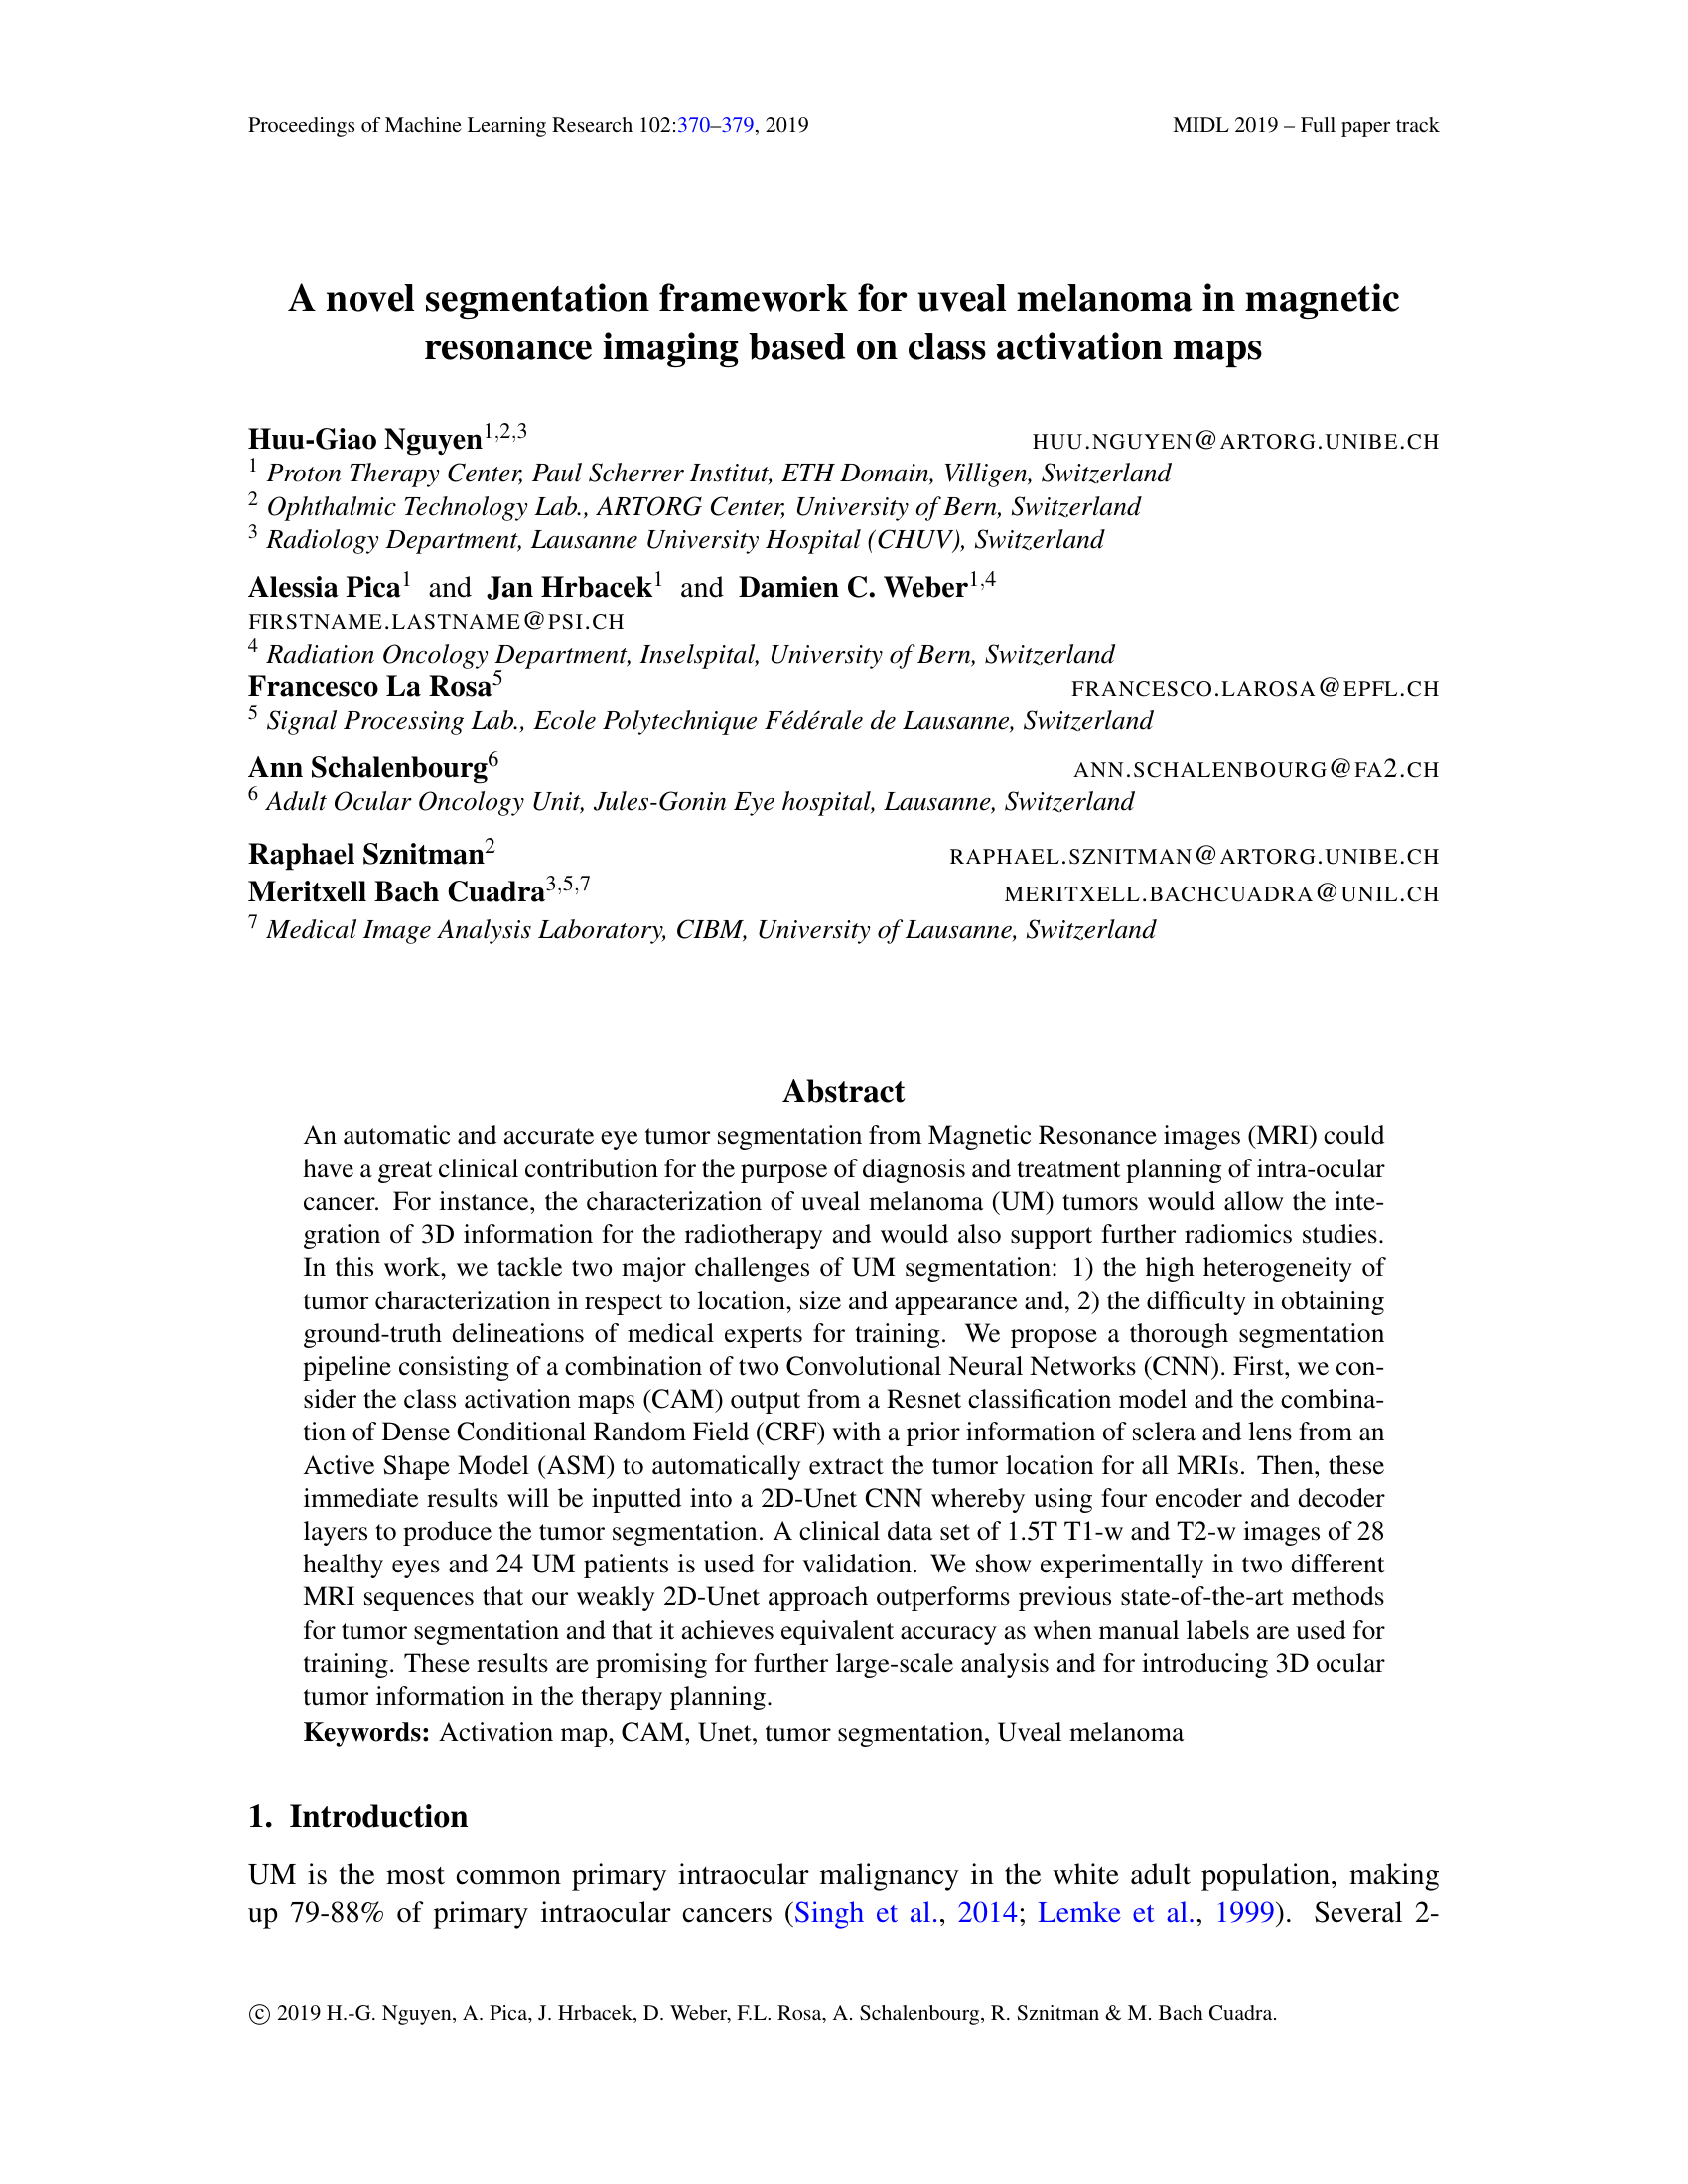 Proceedings of Machine Learning Research 102:370–379, 2019 MIDL 2019 – Full paper track
A novel segmentation framework for uveal melanoma in magnetic
resonance imaging based on class activation maps
Huu-Giao Nguyen1,2,3 HUU.NGUYEN@ARTORG.UNIBE.CH
1 Proton Therapy Center, Paul Scherrer Institut, ETH Domain, Villigen, Switzerland
2 Ophthalmic Technology Lab., ARTORG Center, University of Bern, Switzerland
3 Radiology Department, Lausanne University Hospital (CHUV), Switzerland
Alessia Pica1 and Jan Hrbacek1 and Damien C. Weber1,4
FIRSTNAME.LASTNAME@PSI.CH
4 Radiation Oncology Department, Inselspital, University of Bern, Switzerland
Francesco La Rosa5 FRANCESCO.LAROSA@EPFL.CH
5 Signal Processing Lab., Ecole Polytechnique Fédérale de Lausanne, Switzerland
Ann Schalenbourg6 ANN.SCHALENBOURG@FA2.CH
6 Adult Ocular Oncology Unit, Jules-Gonin Eye hospital, Lausanne, Switzerland
Raphael Sznitman2 RAPHAEL.SZNITMAN@ARTORG.UNIBE.CH
Meritxell Bach Cuadra3,5,7 MERITXELL.BACHCUADRA@UNIL.CH
7 Medical Image Analysis Laboratory, CIBM, University of Lausanne, Switzerland
Abstract
An automatic and accurate eye tumor segmentation from Magnetic Resonance images (MRI) could
have a great clinical contribution for the purpose of diagnosis and treatment planning of intra-ocular
cancer. For instance, the characterization of uveal melanoma (UM) tumors would allow the inte-
gration of 3D information for the radiotherapy and would also support further radiomics studies.
In this work, we tackle two major challenges of UM segmentation: 1) the high heterogeneity of
tumor characterization in respect to location, size and appearance and, 2) the difficulty in obtaining
ground-truth delineations of medical experts for training. We propose a thorough segmentation
pipeline consisting of a combination of two Convolutional Neural Networks (CNN). First, we con-
sider the class activation maps (CAM) output from a Resnet classification model and the combina-
tion of Dense Conditional Random Field (CRF) with a prior information of sclera and lens from an
Active Shape Model (ASM) to automatically extract the tumor location for all MRIs. Then, these
immediate results will be inputted into a 2D-Unet CNN whereby using four encoder and decoder
layers to produce the tumor segmentation. A clinical data set of 1.5T T1-w and T2-w images of 28
healthy eyes and 24 UM patients is used for validation. We show experimentally in two different
MRI sequences that our weakly 2D-Unet approach outperforms previous state-of-the-art methods
for tumor segmentation and that it achieves equivalent accuracy as when manual labels are used for
training. These results are promising for further large-scale analysis and for introducing 3D ocular
tumor information in the therapy planning.
Keywords: Activation map, CAM, Unet, tumor segmentation, Uveal melanoma
1. Introduction
UM is the most common primary intraocular malignancy in the white adult population, making
up 79-88% of primary intraocular cancers (Singh et al., 2014; Lemke et al., 1999). Several 2-
© 2019 H.-G. Nguyen, A. Pica, J. Hrbacek, D. Weber, F.L. Rosa, A. Schalenbourg, R. Sznitman & M. Bach Cuadra.